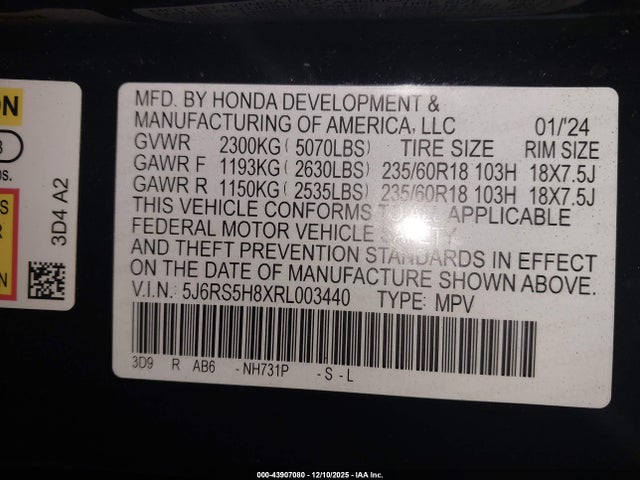 ON
3
os.
S
R
N
3D4 A2
MFD. BY HONDA DEVELOPMENT &
MANUFACTURING OF AMERICA, LLC 01/'24
GVWR 2300KG ( 5070LBS) TIRE SIZE RIM SIZE
GAWR F 1193KG ( 2630LBS) 235/60R18 103H 18X7.5J
GAWR R 1150KG ( 2535LBS) 235/60R18 103H 18X7.5J
THIS VEHICLE CONFORMS TO ALL APPLICABLE
FEDERAL MOTOR VEHICLE SAFETY
AND THEFT PREVENTION STANDARDS IN EFFECT
ON THE DATE OF MANUFACTURE SHOWN ABOVE.
V.I.N.: 5J6RS5H8XRL003440 TYPE: MPV
3D9 R AB6 -NH731P -S-L
000-43907080 - 12/10/2025 - IAA Inc.